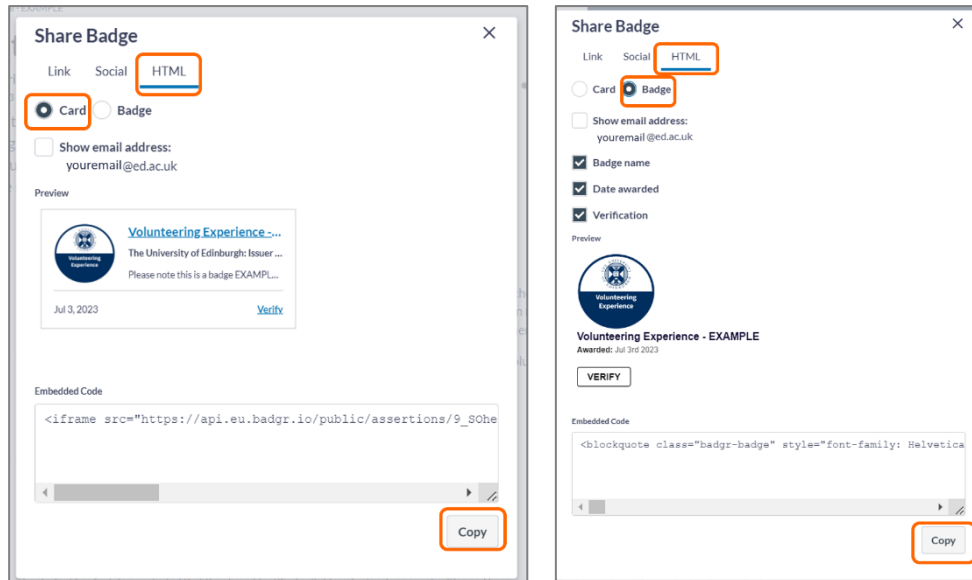 Share Badge
Link Social HTML
Card Badge
Show email address:
youremail@ed.ac.uk
Preview
Volunteering Experience -...
The University of Edinburgh: Issuer ...
Please note this is a badge EXAMPL...
Volunteering
Experience
Jul 3, 2023 Verify
Embedded Code
<iframe src="https://api.eu.badgr.io/public/assertions/9_SOhe
Copy
Share Badge
Link Social HTML
Card Badge
Show email address:
youremail @ed.ac.uk
Badge name
Date awarded
Verification
Preview
Volunteering
Experience
Volunteering Experience - EXAMPLE
Awarded: Jul 3rd 2023
VERIFY
Embedded Code
<blockquote class="badgr-badge" style="font-family: Helvetica
Copy